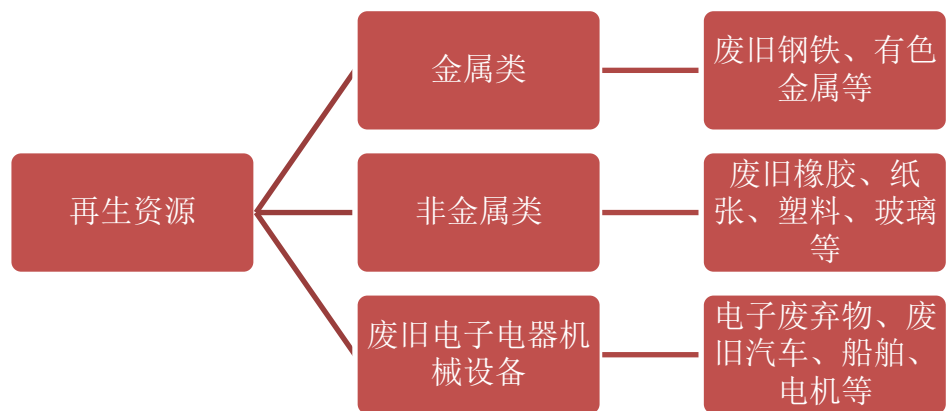 金属类
废旧钢铁、有色
金属等
再生资源
非金属类
废旧橡胶、纸
张、塑料、玻璃
等
废旧电子电器机
械设备
电子废弃物、废
旧汽车、船舶、
电机等